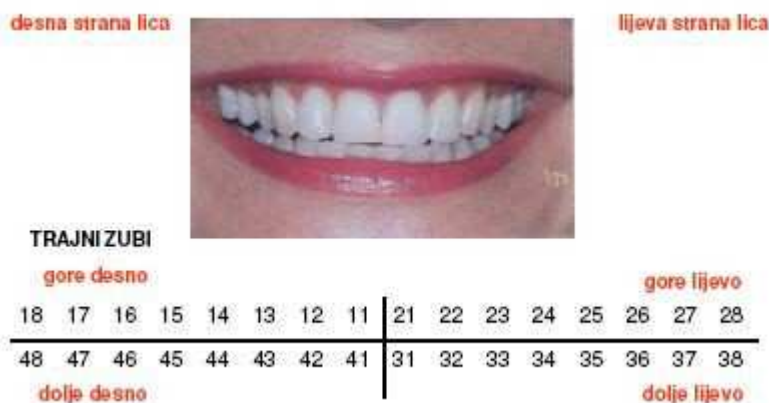 desna strana lica
lijeva strana lica
TRAJNI ZUBI
gore desno
gore lijevo
18 17 16 15 14 13 12 11 21 22 23 24 25 26 27 28
48 47 46 45 44 43 42 41 31 32 33 34 35 36 37 38
dolje desno
dolje lijevo